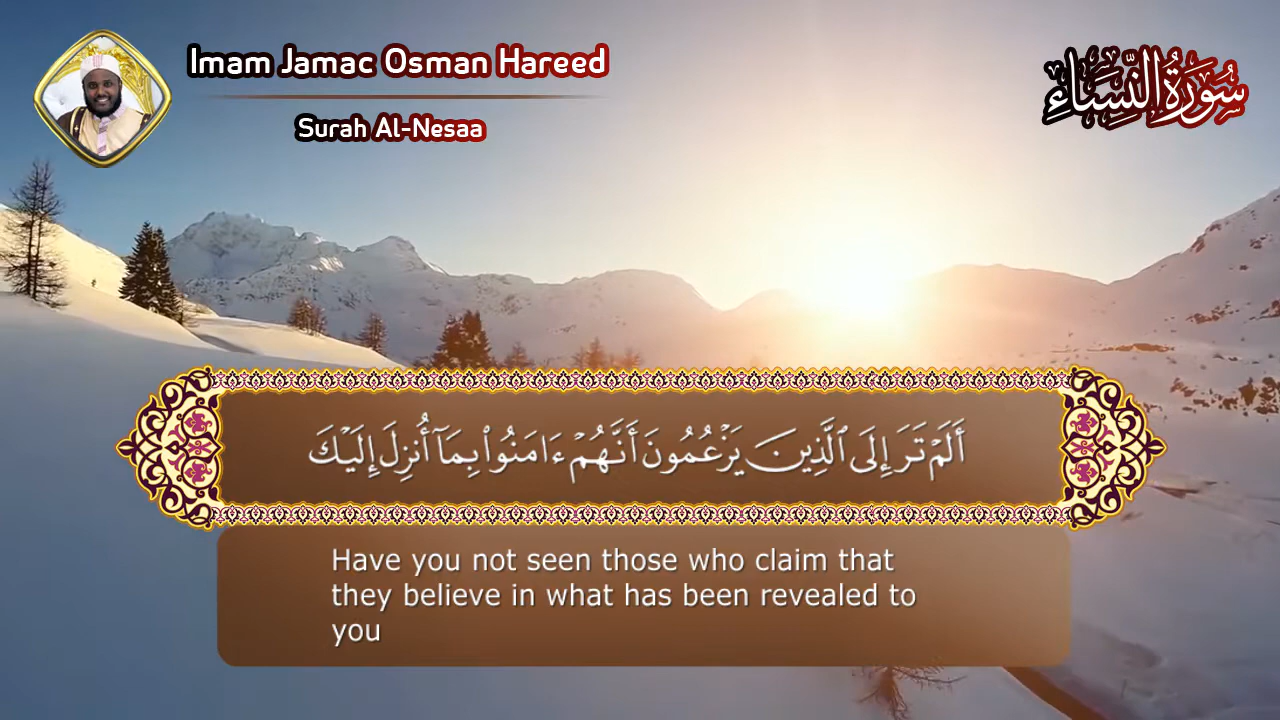 Imam Jamac Osman Hareed
Surah Al-Nesaa
سُورَةُ النِّسَاءِ
أَلَمۡ تَرَ إِلَى ٱلَّذِينَ يَزۡعُمُونَ أَنَّهُمۡ ءَامَنُواْ بِمَآ أُنزِلَ إِلَيۡكَ
Have you not seen those who claim that
they believe in what has been revealed to
you